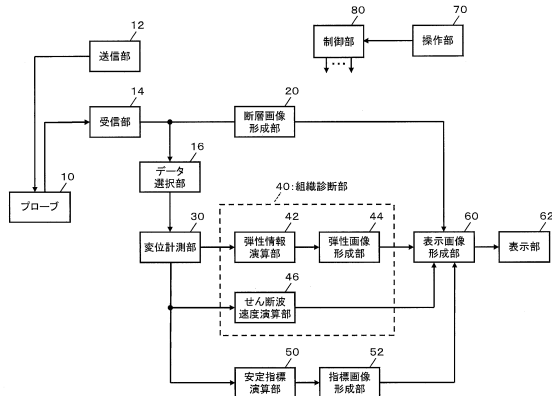 12
送信部
80
制御部
70
操作部
14
受信部
20
断層画像
形成部
16
データ
選択部
10
プローブ
40:組織診断部
30
変位計測部
42
弾性情報
演算部
44
弾性画像
形成部
60
表示画像
形成部
62
表示部
46
せん断波
速度演算部
50
安定指標
演算部
52
指標画像
形成部